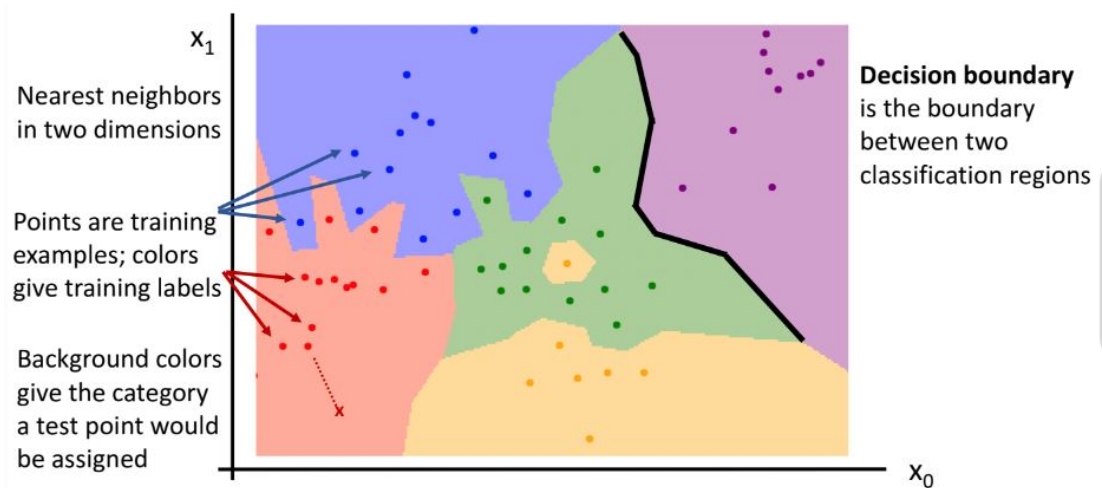 x₁
Nearest neighbors
in two dimensions
Points are training
examples; colors
give training labels
Background colors
give the category
a test point would
be assigned
x
Decision boundary
is the boundary
between two
classification regions
x₀